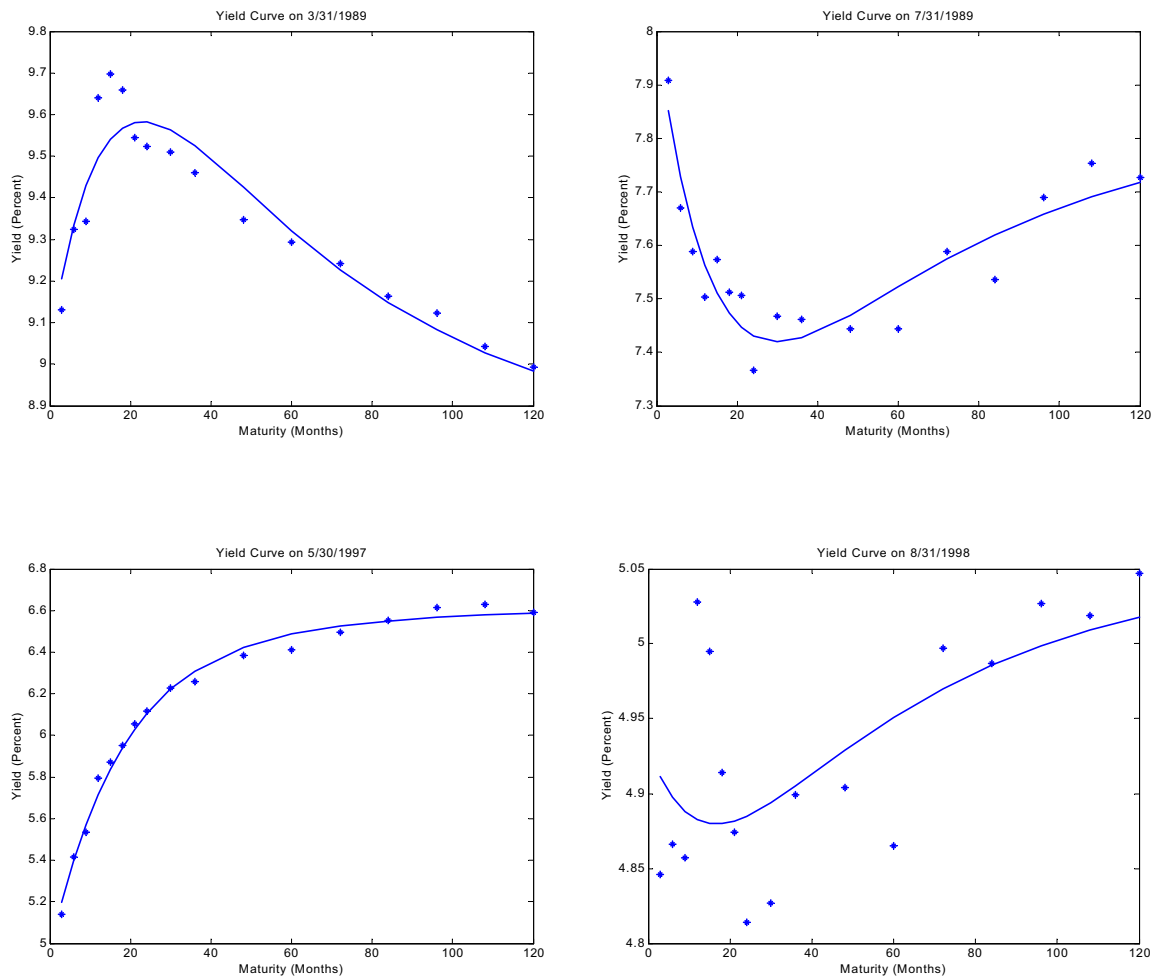 Yield Curve on 3/31/1989
9.8
9.7
9.6
9.5
9.4
9.3
9.2
9.1
9
8.9
Yield (Percent)
0 20 40 60 80 100 120
Maturity (Months)
Yield Curve on 7/31/1989
8
7.9
7.8
7.7
7.6
7.5
7.4
7.3
Yield (Percent)
0 20 40 60 80 100 120
Maturity (Months)
Yield Curve on 5/30/1997
6.8
6.6
6.4
6.2
6
5.8
5.6
5.4
5.2
5
Yield (Percent)
0 20 40 60 80 100 120
Maturity (Months)
Yield Curve on 8/31/1998
5.05
5
4.95
4.9
4.85
4.8
Yield (Percent)
0 20 40 60 80 100 120
Maturity (Months)